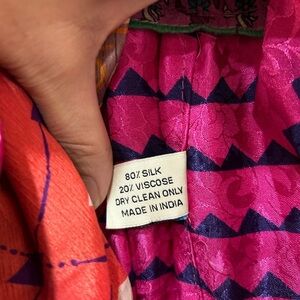 80% SILK
20% VISCOSE
DRY CLEAN ONLY
MADE IN INDIA